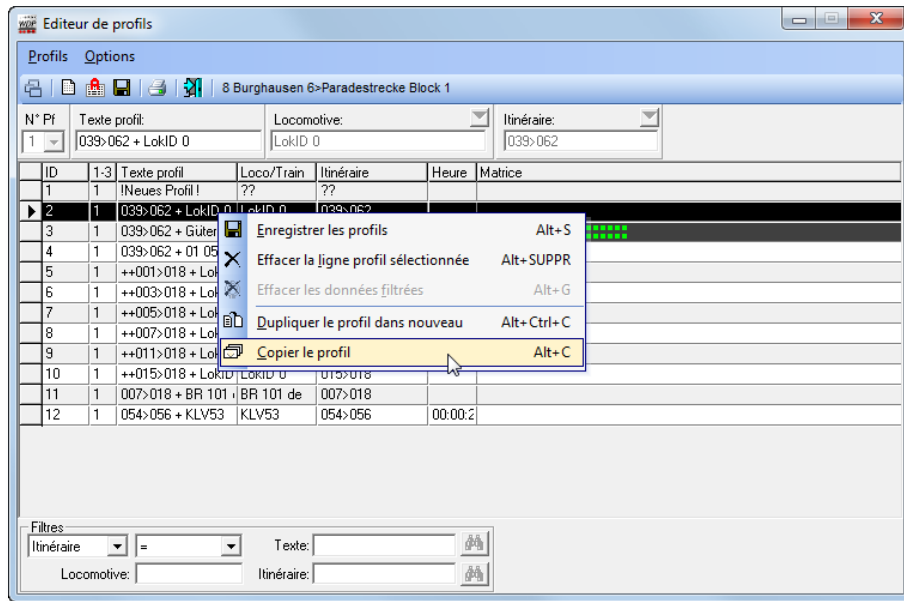 WDP Editeur de profils
Profils Options
8 Burghausen 6>Paradestrecke Block 1
N° Pf Texte profil: Locomotive: Itinéraire:
1 039>062 + LokID 0 LokID 0 039>062
ID 1-3 Texte profil Loco/Train Itinéraire Heure Matrice
1 1 !Neues Profil ! ?? ??
2 1 039>062 + LokID 0 LokID 0 039>062
3 1 039>062 + Güter
4 1 039>062 + 01 05
5 1 ++001>018 + Lok
6 1 ++003>018 + Lok
7 1 ++005>018 + Lok
8 1 ++007>018 + Lok
9 1 ++011>018 + Lok
10 1 ++015>018 + LokID LokID 0 015>018
11 1 007>018 + BR 101 BR 101 de 007>018
12 1 054>056 + KLV53 KLV53 054>056 00:00:2
Enregistrer les profils Alt+S
Effacer la ligne profil sélectionnée Alt+SUPPR
Effacer les données filtrées Alt+G
Dupliquer le profil dans nouveau Alt+Ctrl+C
Copier le profil Alt+C
Filtres
Itinéraire = Texte:
Locomotive: Itinéraire: